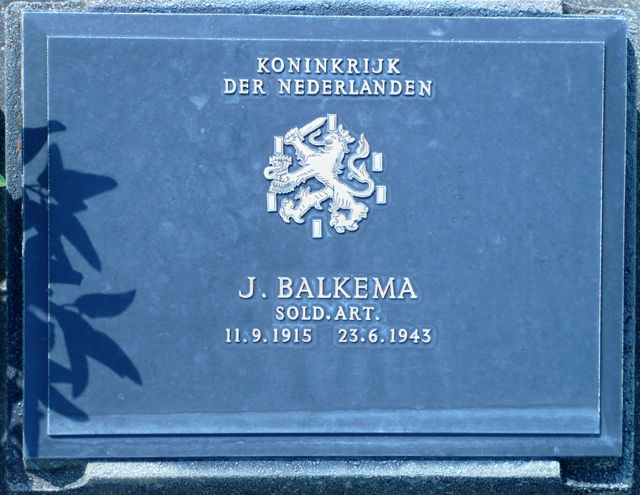 KONINKRIJK
DER NEDERLANDEN
J. BALKEMA
SOLD. ART.
11.9.1915 23.6.1943